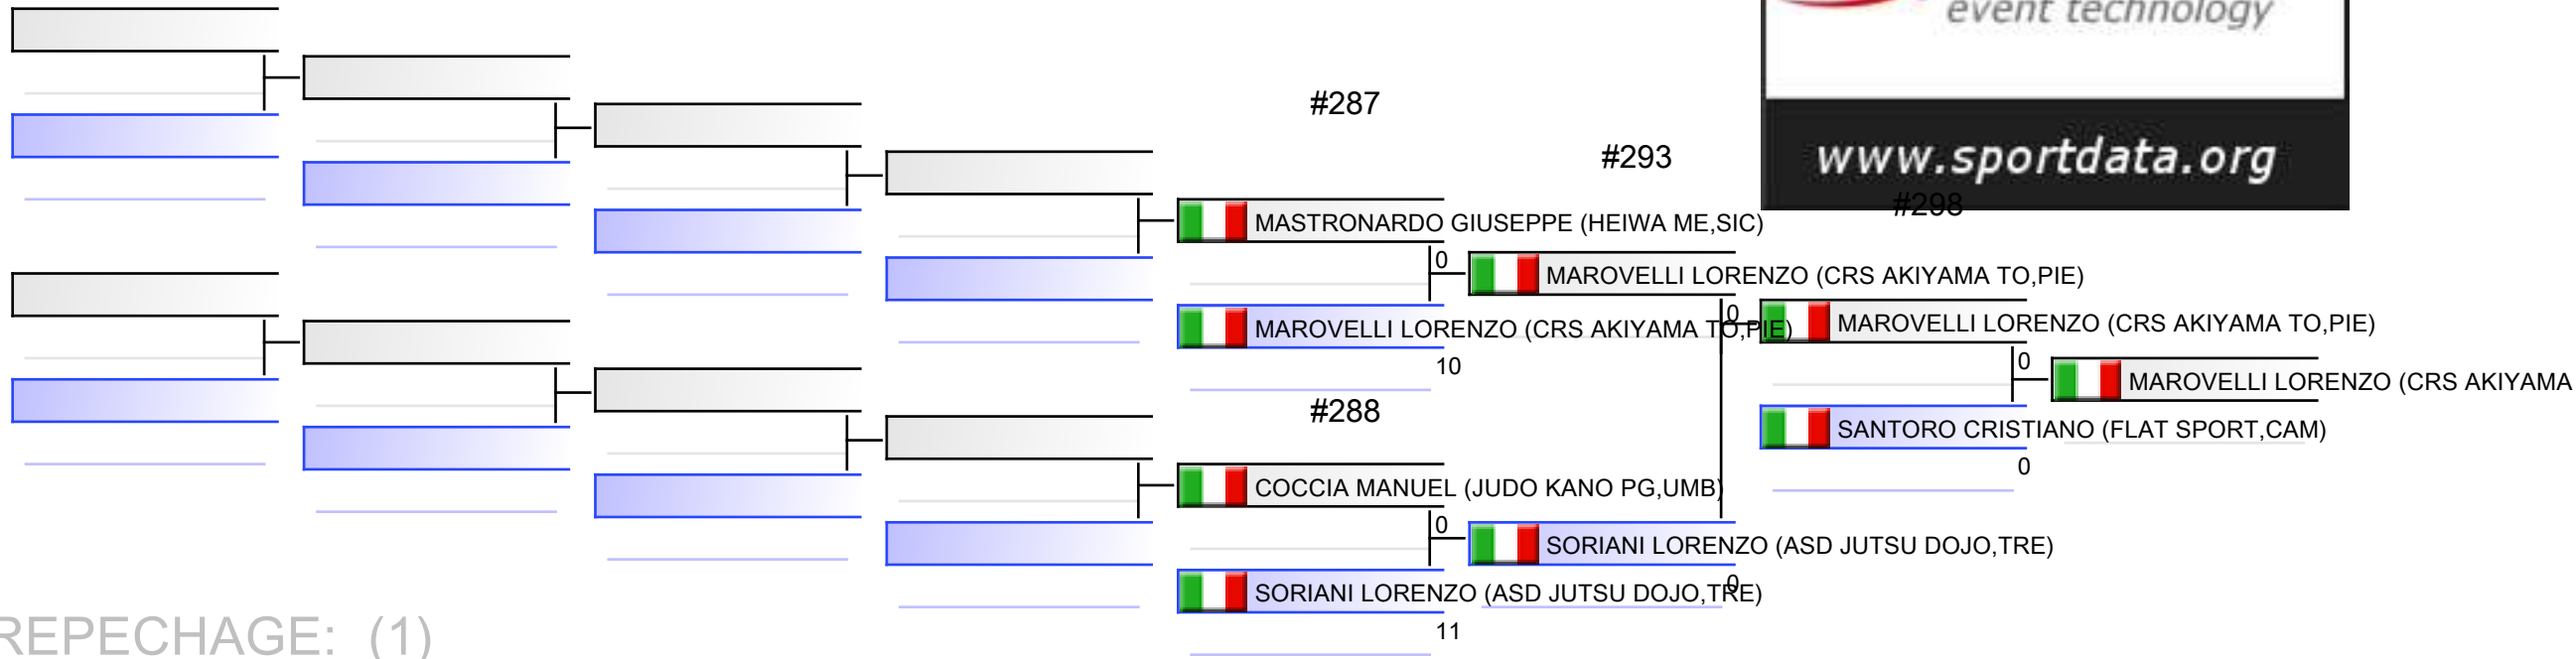 event technology
www.sportdata.org
#287
#293
#298
MASTRONARDO GIUSEPPE (HEIWA ME,SIC)
0
MAROVELLI LORENZO (CRS AKIYAMA TO,PIE)
MAROVELLI LORENZO (CRS AKIYAMA TO,PIE)
10
0
MAROVELLI LORENZO (CRS AKIYAMA TO,PIE)
0
MAROVELLI LORENZO (CRS AKIYAMA
SANTORO CRISTIANO (FLAT SPORT,CAM)
0
#288
COCCIA MANUEL (JUDO KANO PG,UMB)
0
SORIANI LORENZO (ASD JUTSU DOJO,TRE)
0
SORIANI LORENZO (ASD JUTSU DOJO,TRE)
11
REPECHAGE: (1)